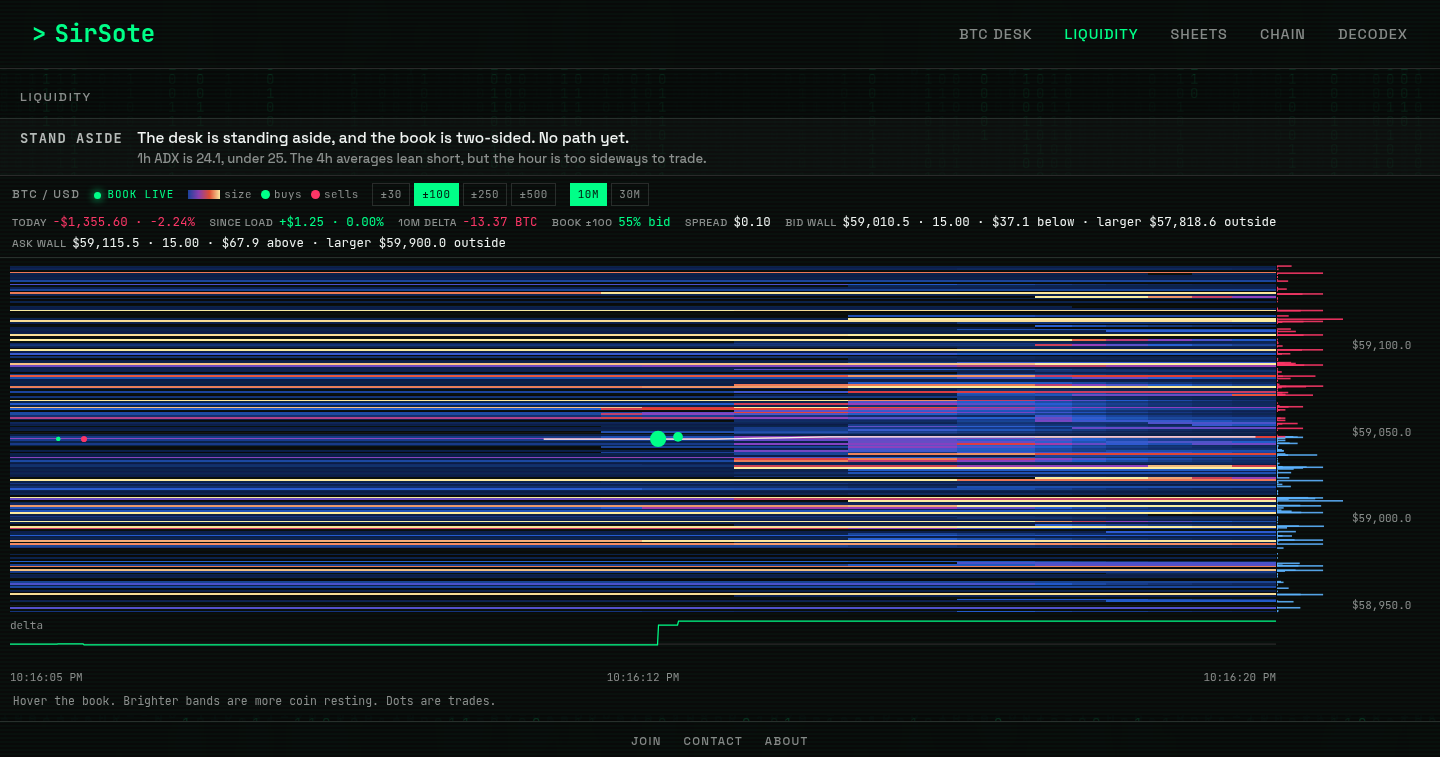 > SirSote
BTC DESK LIQUIDITY SHEETS CHAIN DECODEX
LIQUIDITY
STAND ASIDE The desk is standing aside, and the book is two-sided. No path yet.
1h ADX is 24.1, under 25. The 4h averages lean short, but the hour is too sideways to trade.
BTC / USD BOOK LIVE size buys sells ±30 ±100 ±250 ±500 10M 30M
TODAY -$1,355.60 · -2.24% SINCE LOAD +$1.25 · 0.00% 10M DELTA -13.37 BTC BOOK ±100 55% bid SPREAD $0.10 BID WALL $59,010.5 · 15.00 · $37.1 below · larger $57,818.6 outside
ASK WALL $59,115.5 · 15.00 · $67.9 above · larger $59,900.0 outside
$59,100.0
$59,050.0
$59,000.0
$58,950.0
delta
10:16:05 PM 10:16:12 PM 10:16:20 PM
Hover the book. Brighter bands are more coin resting. Dots are trades.
JOIN CONTACT ABOUT